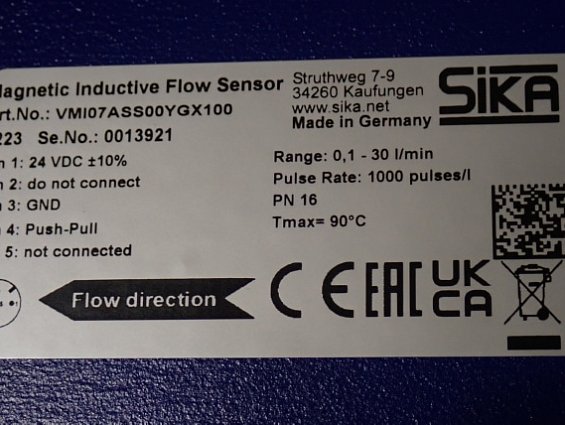 agnetic Inductive Flow Sensor
rt.No.: VMI07ASS00YGX100
223 Se.No.: 0013921
n 1: 24 VDC ±10%
n 2: do not connect
n 3: GND
n 4: Push-Pull
5: not connected
Struthweg 7-9
34260 Kaufungen
www.sika.net
Made in Germany
SiKA
Range: 0,1 - 30 l/min
Pulse Rate: 1000 pulses/l
PN 16
Tmax= 90°C
Flow direction
CE
EAC
UK
CA